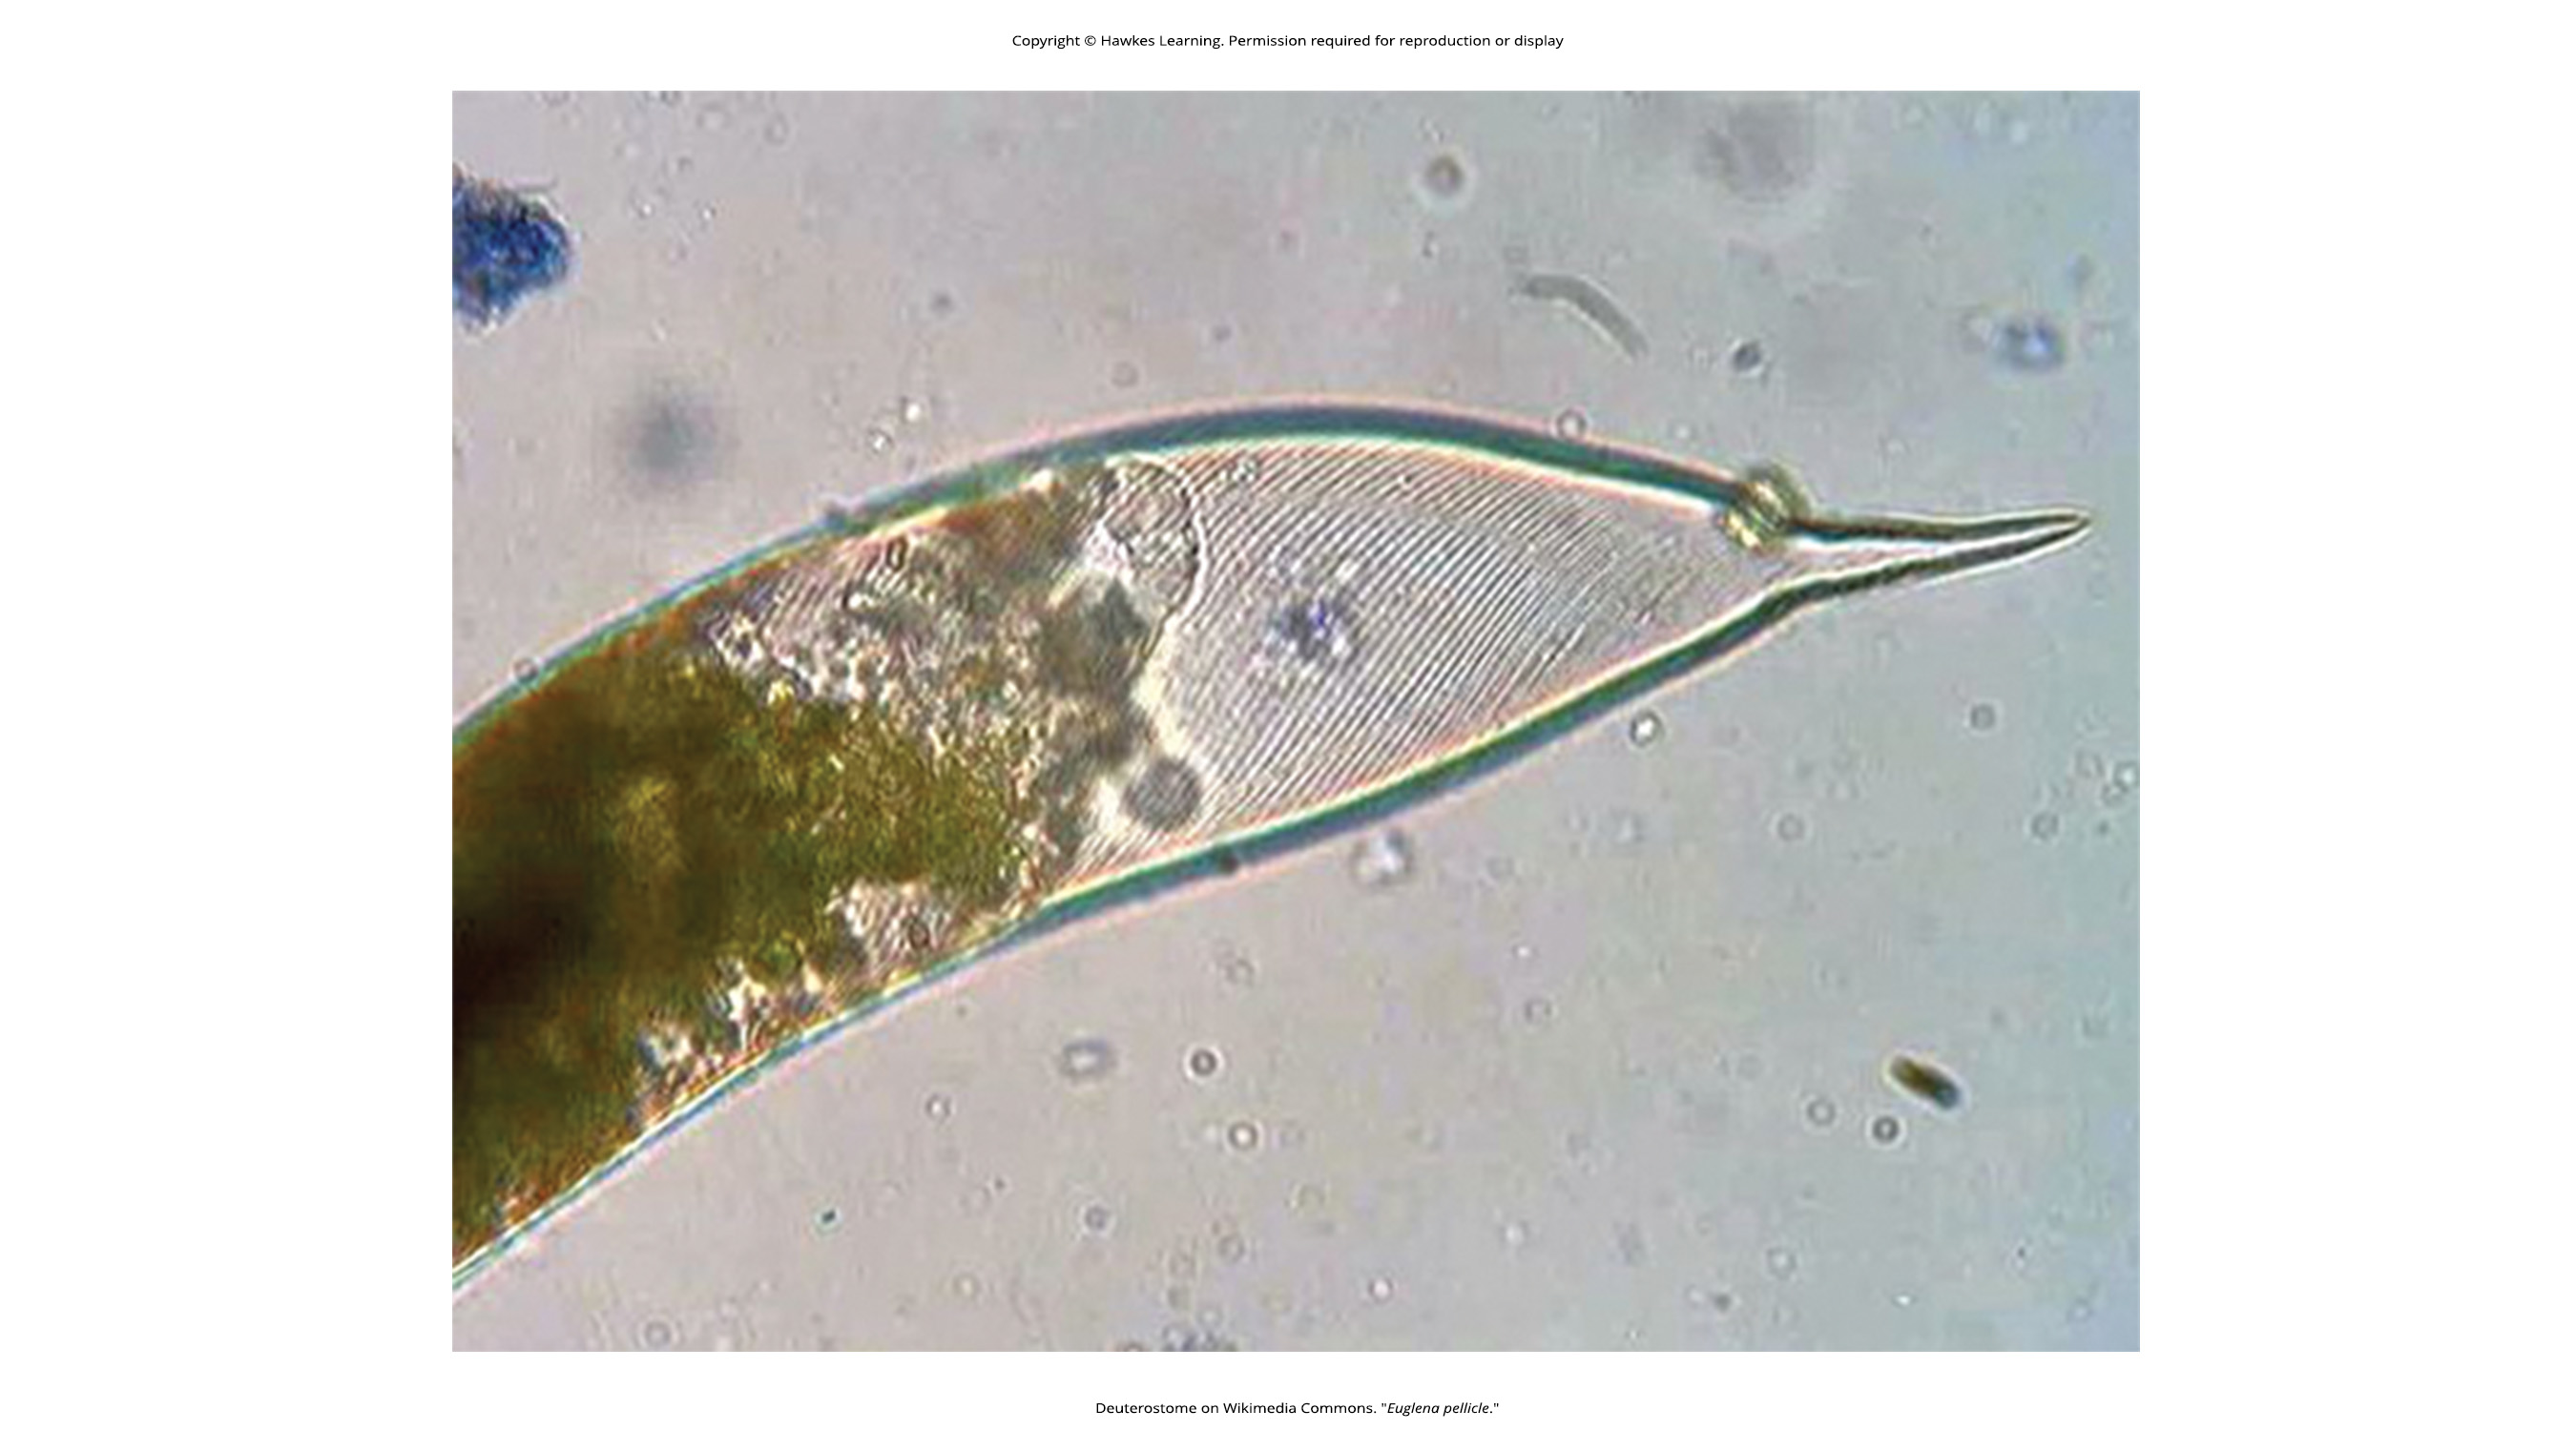 Copyright © Hawkes Learning. Permission required for reproduction or display
Deuterostome on Wikimedia Commons. "Euglena pellicle."